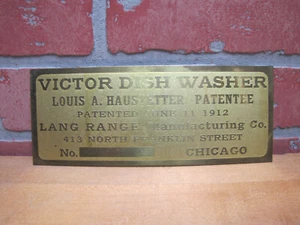 VICTOR DISH WASHER
LOUIS A. HAUSTETTER PATENTEE
PATENTED JUNE 11 1912
LANG RANGE Manufacturing Co.
413 NORTH FRANKLIN STREET
No. CHICAGO